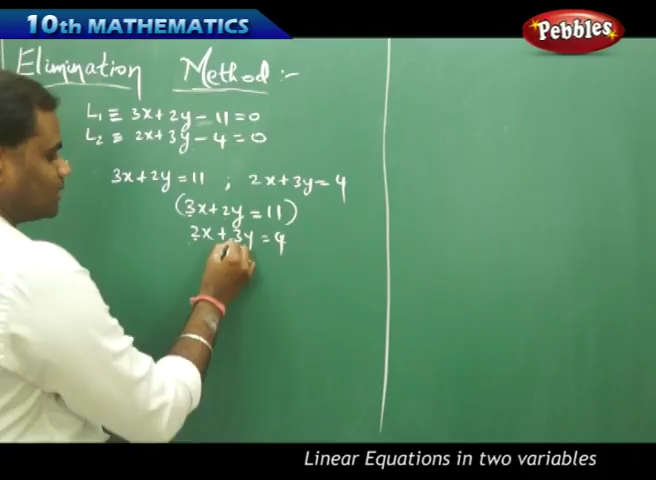 10th MATHEMATICS
Pebbles
Elimination Method :-
L₁ ≡ 3x + 2y - 11 = 0
L₂ ≡ 2x + 3y - 4 = 0
3x + 2y = 11 ; 2x + 3y = 4
(3x + 2y = 11)
2x + 3y = 4
Linear Equations in two variables